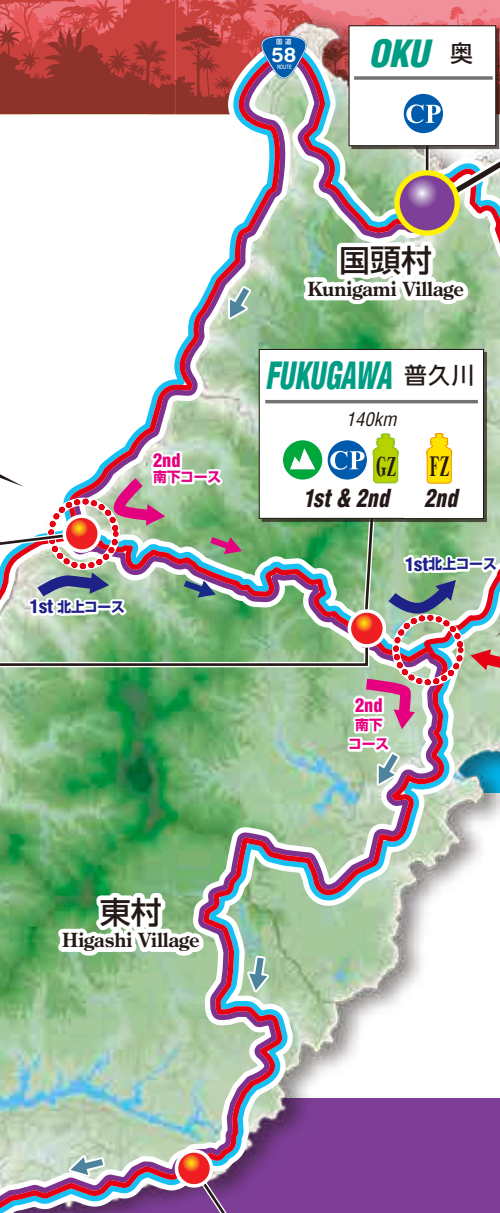 国道
58
ROUTE
OKU 奥
CP
国頭村
Kunigami Village
FUKUGAWA 普久川
140km
CP GZ FZ
1st & 2nd 2nd
2nd
南下コース
1st 北上コース
1st北上コース
2nd
南下
コース
東村
Higashi Village